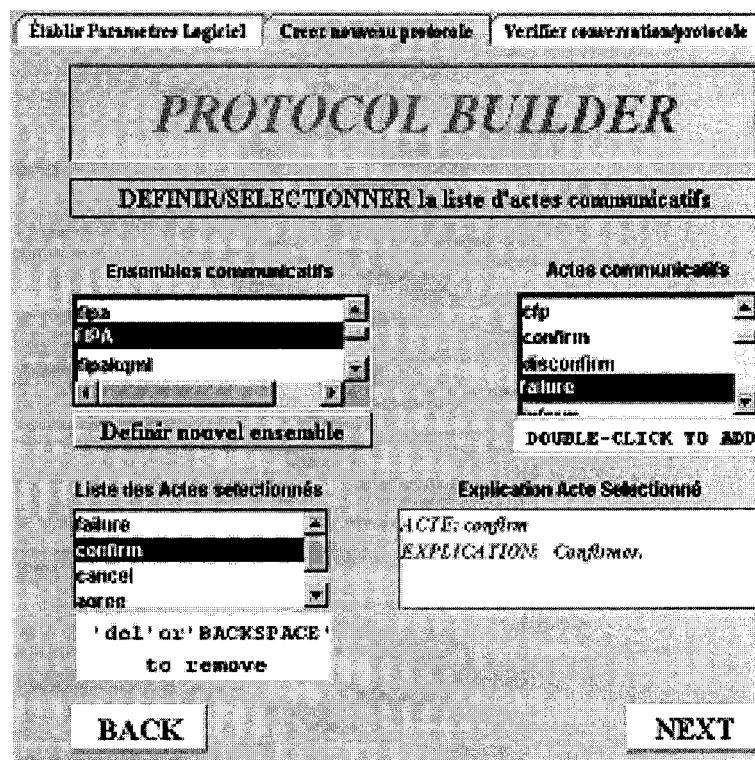 Établir Parametres Logiciel
Creer nouveau protocole
Verifier conversation/protocole
PROTOCOL BUILDER
DEFINIR/SELECTIONNER la liste d'actes communicatifs
Ensembles communicatifs
Actes communicatifs
fipa
FIPA
fipakqml
cfp
confirm
disconfirm
failure
inform
Definir nouvel ensemble
DOUBLE-CLICK TO ADD
Liste des Actes selectionnés
Explication Acte Selectionné
failure
confirm
cancel
agree
ACTE: confirm
EXPLICATION: Confirmer.
'del'or'BACKSPACE'
to remove
BACK
NEXT